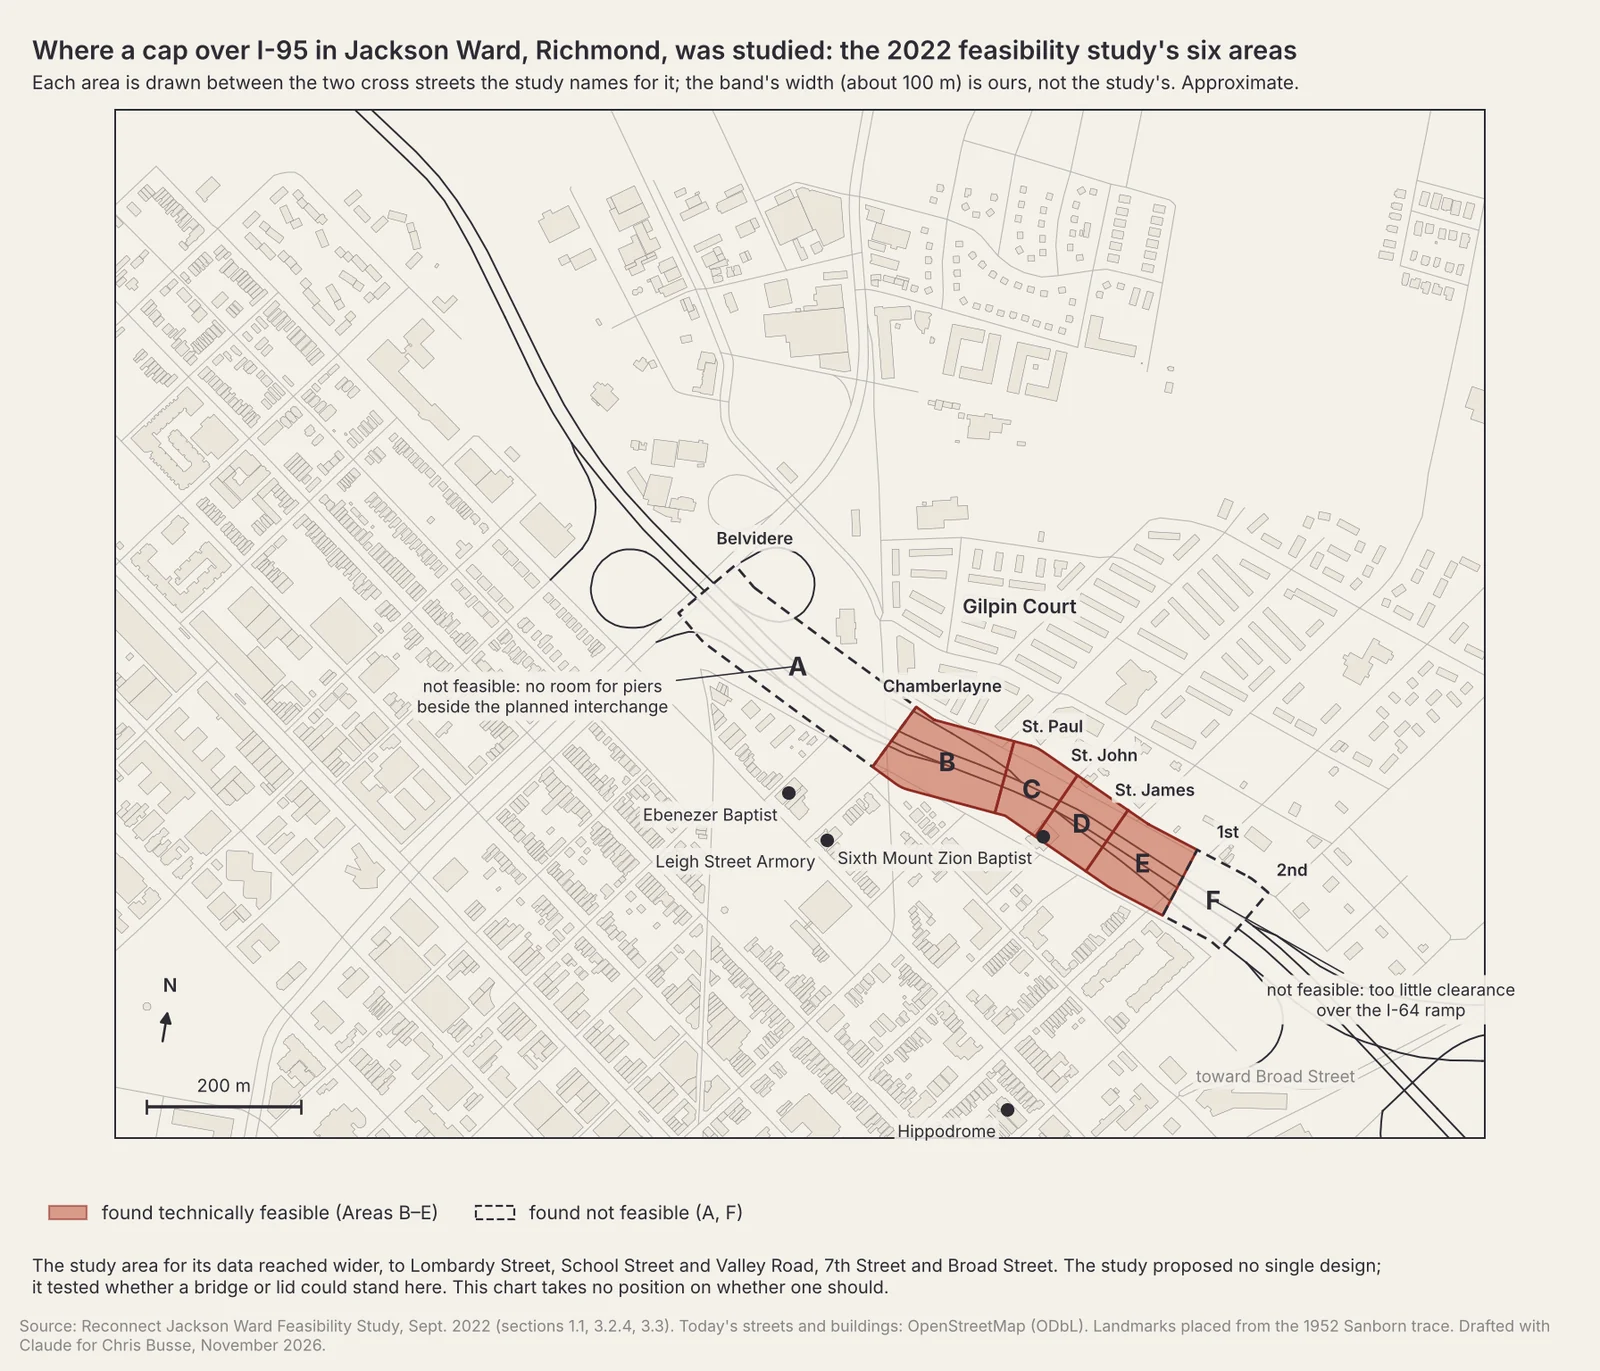 Where a cap over I-95 in Jackson Ward, Richmond, was studied: the 2022 feasibility study's six areas
Each area is drawn between the two cross streets the study names for it; the band's width (about 100 m) is ours, not the study's. Approximate.
Belvidere
Gilpin Court
A
not feasible: no room for piers
beside the planned interchange
Chamberlayne
St. Paul
St. John
St. James
B
C
D
E
F
1st
2nd
Ebenezer Baptist
Leigh Street Armory
Sixth Mount Zion Baptist
not feasible: too little clearance
over the I-64 ramp
N
toward Broad Street
200 m
Hippodrome
found technically feasible (Areas B–E)
found not feasible (A, F)
The study area for its data reached wider, to Lombardy Street, School Street and Valley Road, 7th Street and Broad Street. The study proposed no single design;
it tested whether a bridge or lid could stand here. This chart takes no position on whether one should.
Source: Reconnect Jackson Ward Feasibility Study, Sept. 2022 (sections 1.1, 3.2.4, 3.3). Today's streets and buildings: OpenStreetMap (ODbL). Landmarks placed from the 1952 Sanborn trace. Drafted with
Claude for Chris Busse, November 2026.